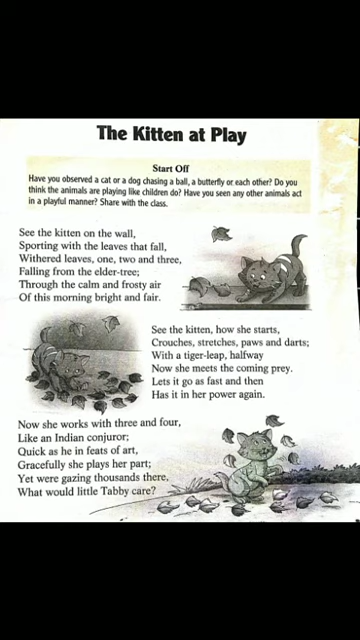 The Kitten at Play
Start Off
Have you observed a cat or a dog chasing a ball, a butterfly or each other? Do you
think the animals are playing like children do? Have you seen any other animals act
in a playful manner? Share with the class.
See the kitten on the wall,
Sporting with the leaves that fall,
Withered leaves, one, two and three,
Falling from the elder-tree;
Through the calm and frosty air
Of this morning bright and fair.
See the kitten, how she starts,
Crouches, stretches, paws and darts;
With a tiger-leap, halfway
Now she meets the coming prey.
Lets it go as fast and then
Has it in her power again.
Now she works with three and four,
Like an Indian conjuror;
Quick as he in feats of art,
Gracefully she plays her part;
Yet were gazing thousands there,
What would little Tabby care?